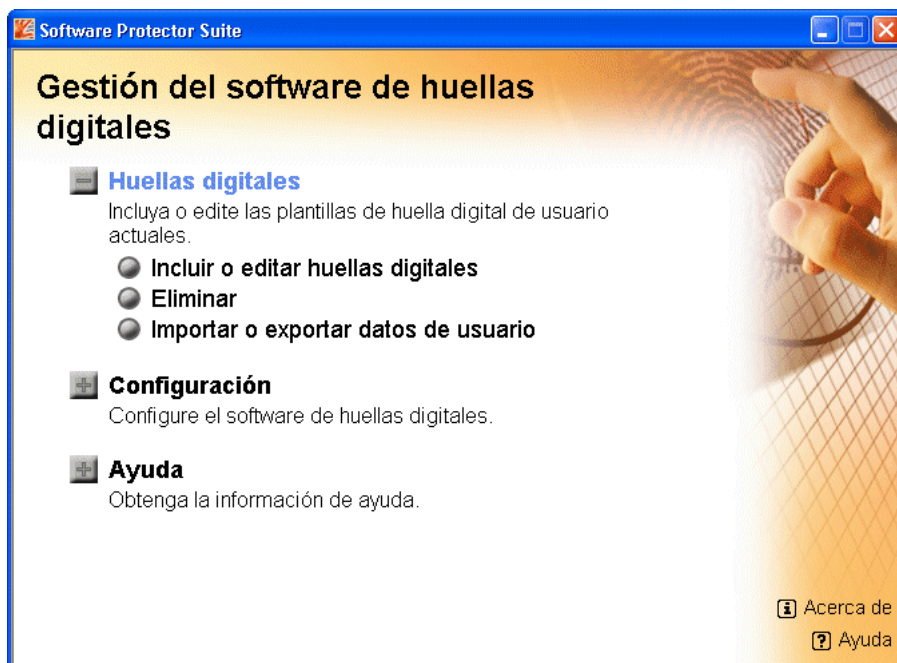 Software Protector Suite
Gestión del software de huellas
digitales
Huellas digitales
Incluya o edite las plantillas de huella digital de usuario
actuales.
Incluir o editar huellas digitales
Eliminar
Importar o exportar datos de usuario
Configuración
Configure el software de huellas digitales.
Ayuda
Obtenga la información de ayuda.
Acerca de
Ayuda